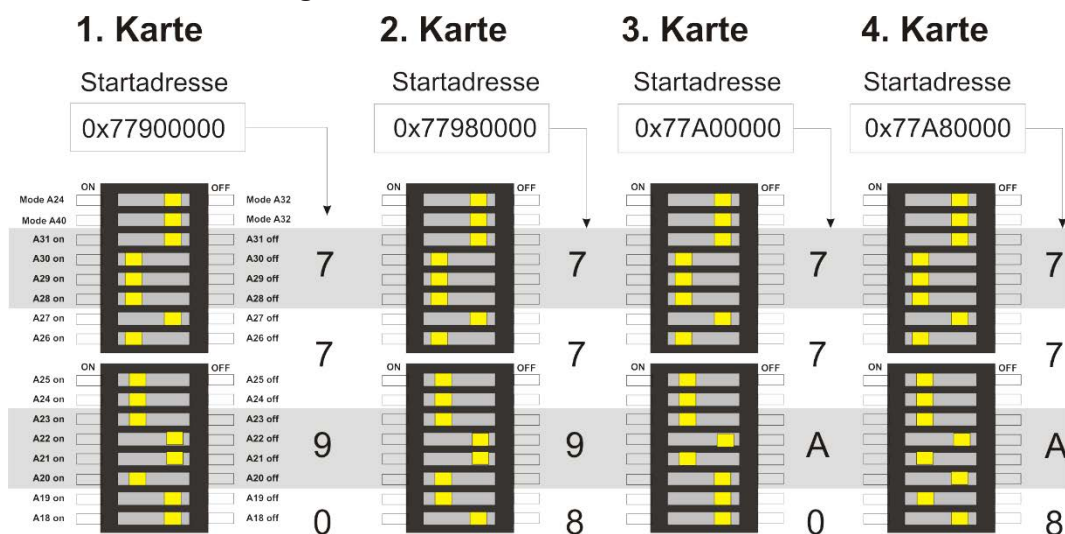 1. Karte 2. Karte 3. Karte 4. Karte
Startadresse Startadresse Startadresse Startadresse
0x77900000 0x77980000 0x77A00000 0x77A80000
ON OFF ON OFF ON OFF ON OFF
Mode A24 Mode A32
Mode A40 Mode A32
A31 on A31 off
A30 on A30 off 7 7 7 7
A29 on A29 off
A28 on A28 off
A27 on A27 off
A26 on A26 off 7 7 7 7
ON OFF ON OFF ON OFF ON OFF
A25 on A25 off
A24 on A24 off
A23 on A23 off
A22 on A22 off 9 9 A A
A21 on A21 off
A20 on A20 off
A19 on A19 off
A18 on A18 off 0 8 0 8